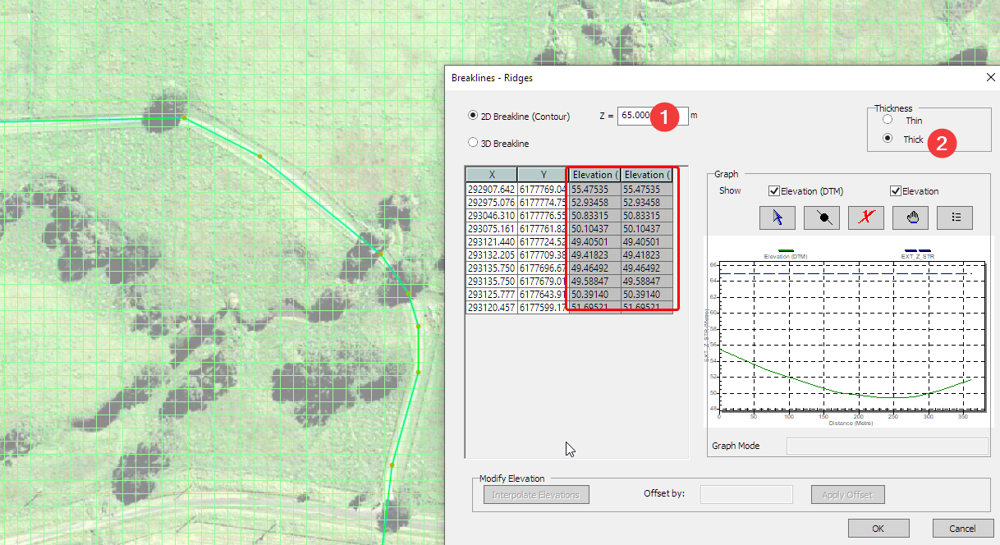 Breaklines - Ridges
2D Breakline (Contour) Z = 65.000 1 m
3D Breakline
Thickness
Thin
Thick 2
X Y Elevation ( Elevation (
292907.642 6177769.04 55.47535 55.47535
292975.076 6177774.75 52.93458 52.93458
293046.310 6177776.55 50.83315 50.83315
293075.161 6177761.82 50.10437 50.10437
293121.440 6177724.52 49.40501 49.40501
293132.205 6177709.38 49.41823 49.41823
293135.750 6177696.67 49.46492 49.46492
293135.750 6177679.01 49.58847 49.58847
293125.777 6177643.91 50.39140 50.39140
293120.457 6177599.17 51.69521 51.69521
Graph
Show Elevation (DTM) Elevation
Elevation (DTM) EXT_Z_STR
EXT_Z_STR (Metre)
66
64
62
60
58
56
54
52
50
48
0 50 100 150 200 250 300 350
Distance (Metre)
Graph Mode
Modify Elevation
Interpolate Elevations Offset by: Apply Offset
OK Cancel